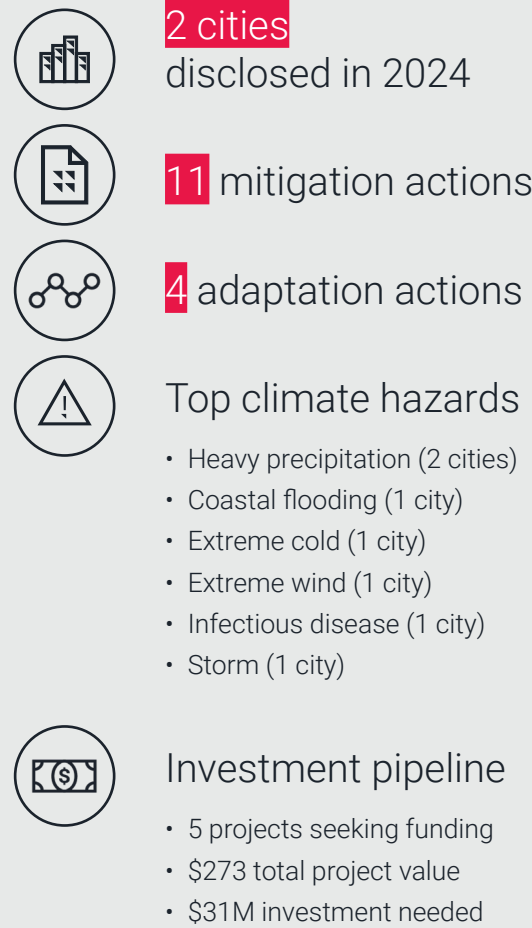 2 cities
disclosed in 2024
11 mitigation actions
4 adaptation actions
Top climate hazards
• Heavy precipitation (2 cities)
• Coastal flooding (1 city)
• Extreme cold (1 city)
• Extreme wind (1 city)
• Infectious disease (1 city)
• Storm (1 city)
Investment pipeline
• 5 projects seeking funding
• $273 total project value
• $31M investment needed